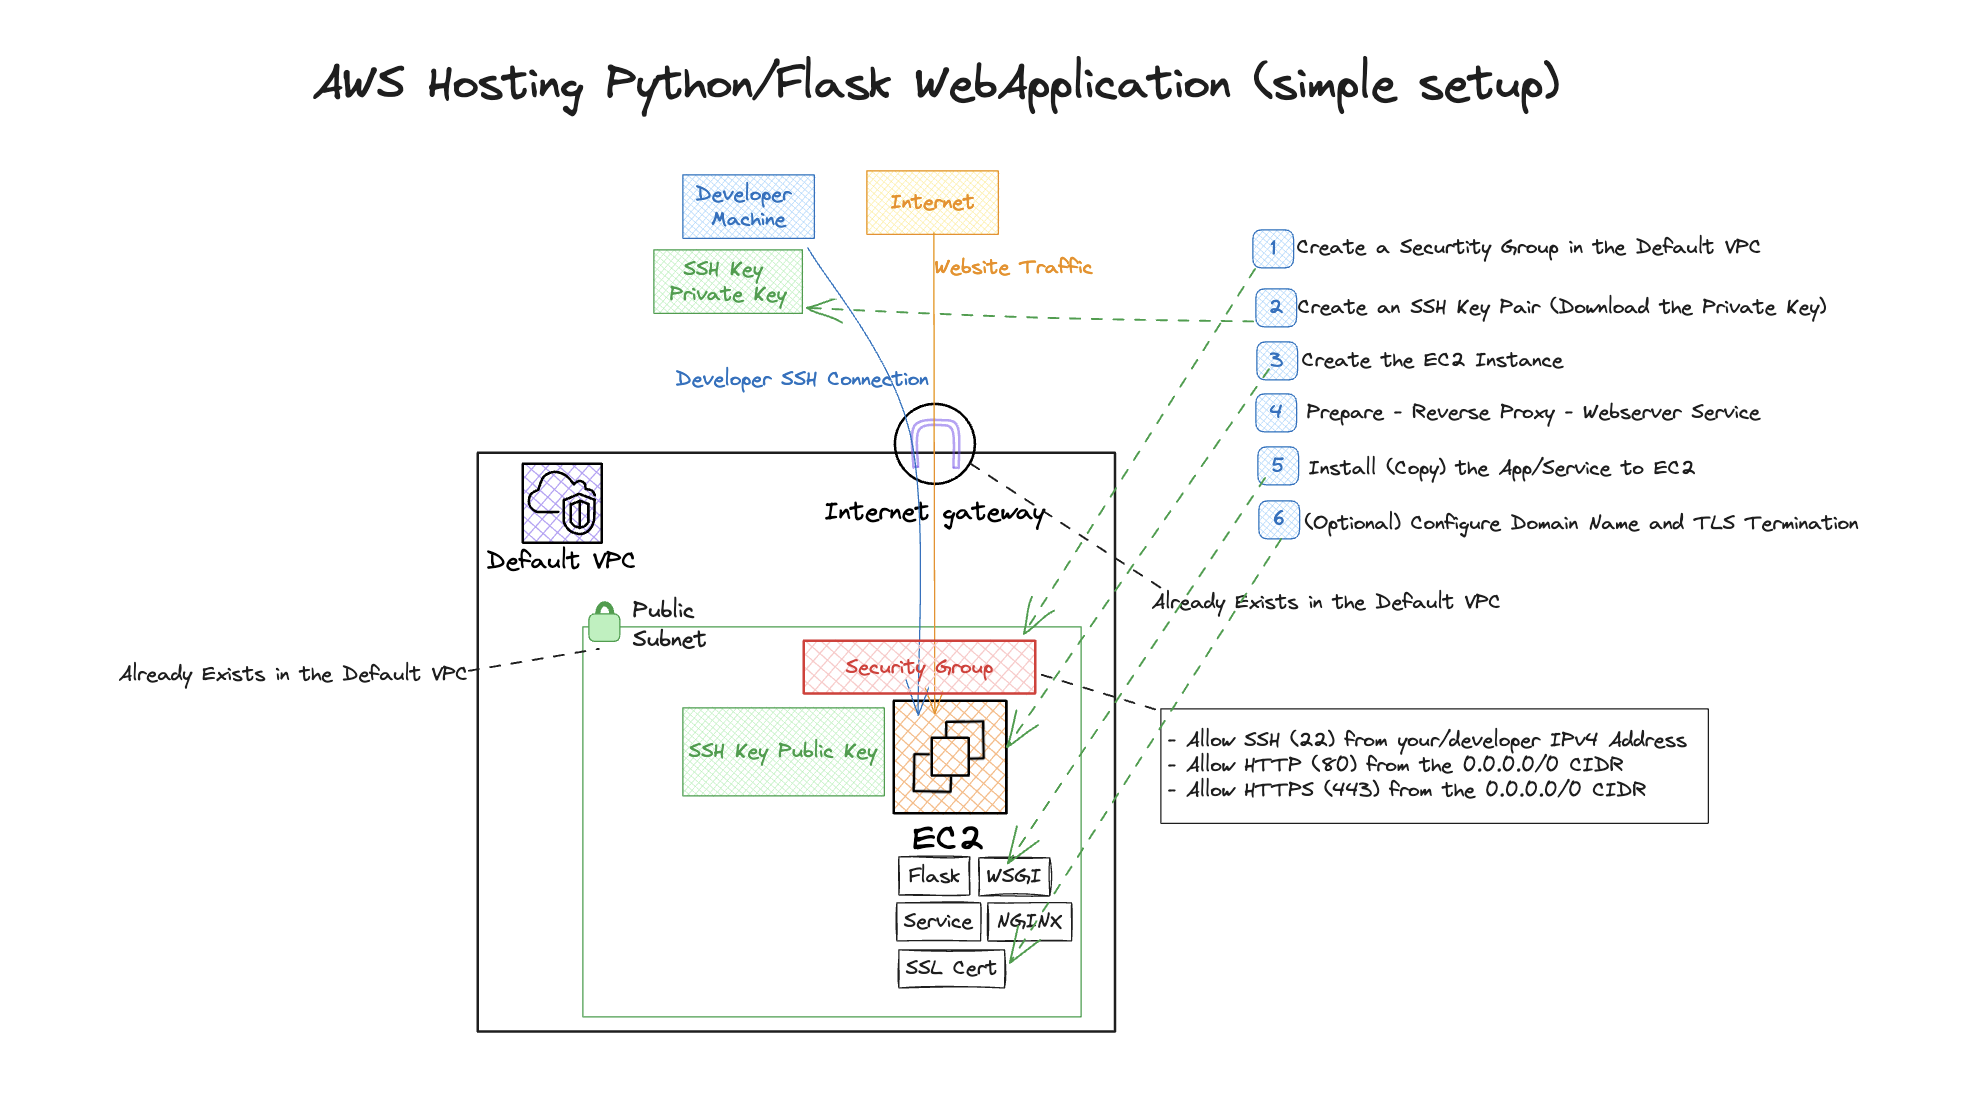 AWS Hosting Python/Flask WebApplication (simple setup)
Developer
Machine
Internet
SSH Key
Private Key
Website Traffic
Developer SSH Connection
1
Create a Securtity Group in the Default VPC
2
Create an SSH Key Pair (Download the Private Key)
3
Create the EC2 Instance
4
Prepare - Reverse Proxy - Webserver Service
5
Install (Copy) the App/Service to EC2
6
(Optional) Configure Domain Name and TLS Termination
Internet gateway
Default VPC
Already Exists in the Default VPC
Public
Subnet
Already Exists in the Default VPC
Security Group
SSH Key Public Key
- Allow SSH (22) from your/developer IPv4 Address
- Allow HTTP (80) from the 0.0.0.0/0 CIDR
- Allow HTTPS (443) from the 0.0.0.0/0 CIDR
EC2
Flask
WSGI
Service
NGINX
SSL Cert